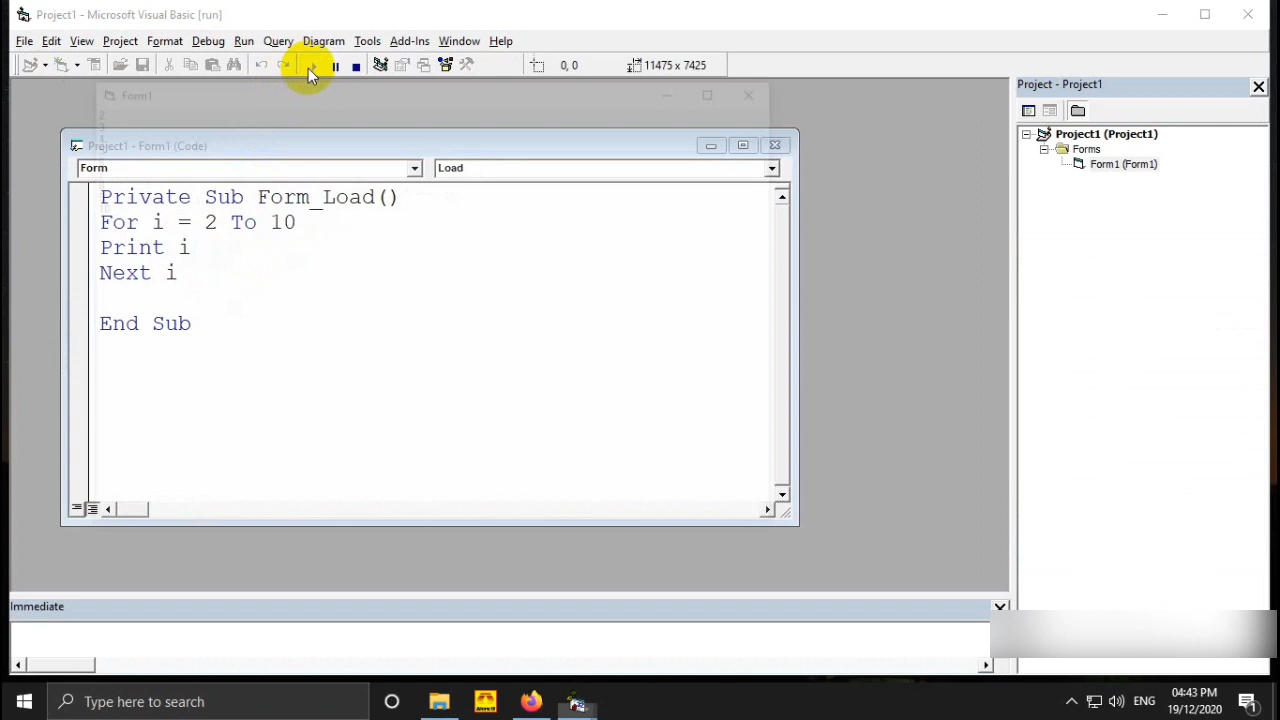 Project1 - Microsoft Visual Basic [run]
File Edit View Project Format Debug Run Query Diagram Tools Add-Ins Window Help
0, 0 11475 x 7425
Form1
2
Project1 - Form1 (Code)
Form Load
Private Sub Form_Load()
For i = 2 To 10
Print i
Next i
End Sub
Project - Project1
Project1 (Project1)
Forms
Form1 (Form1)
Immediate
Type here to search
ENG
04:43 PM
19/12/2020
1